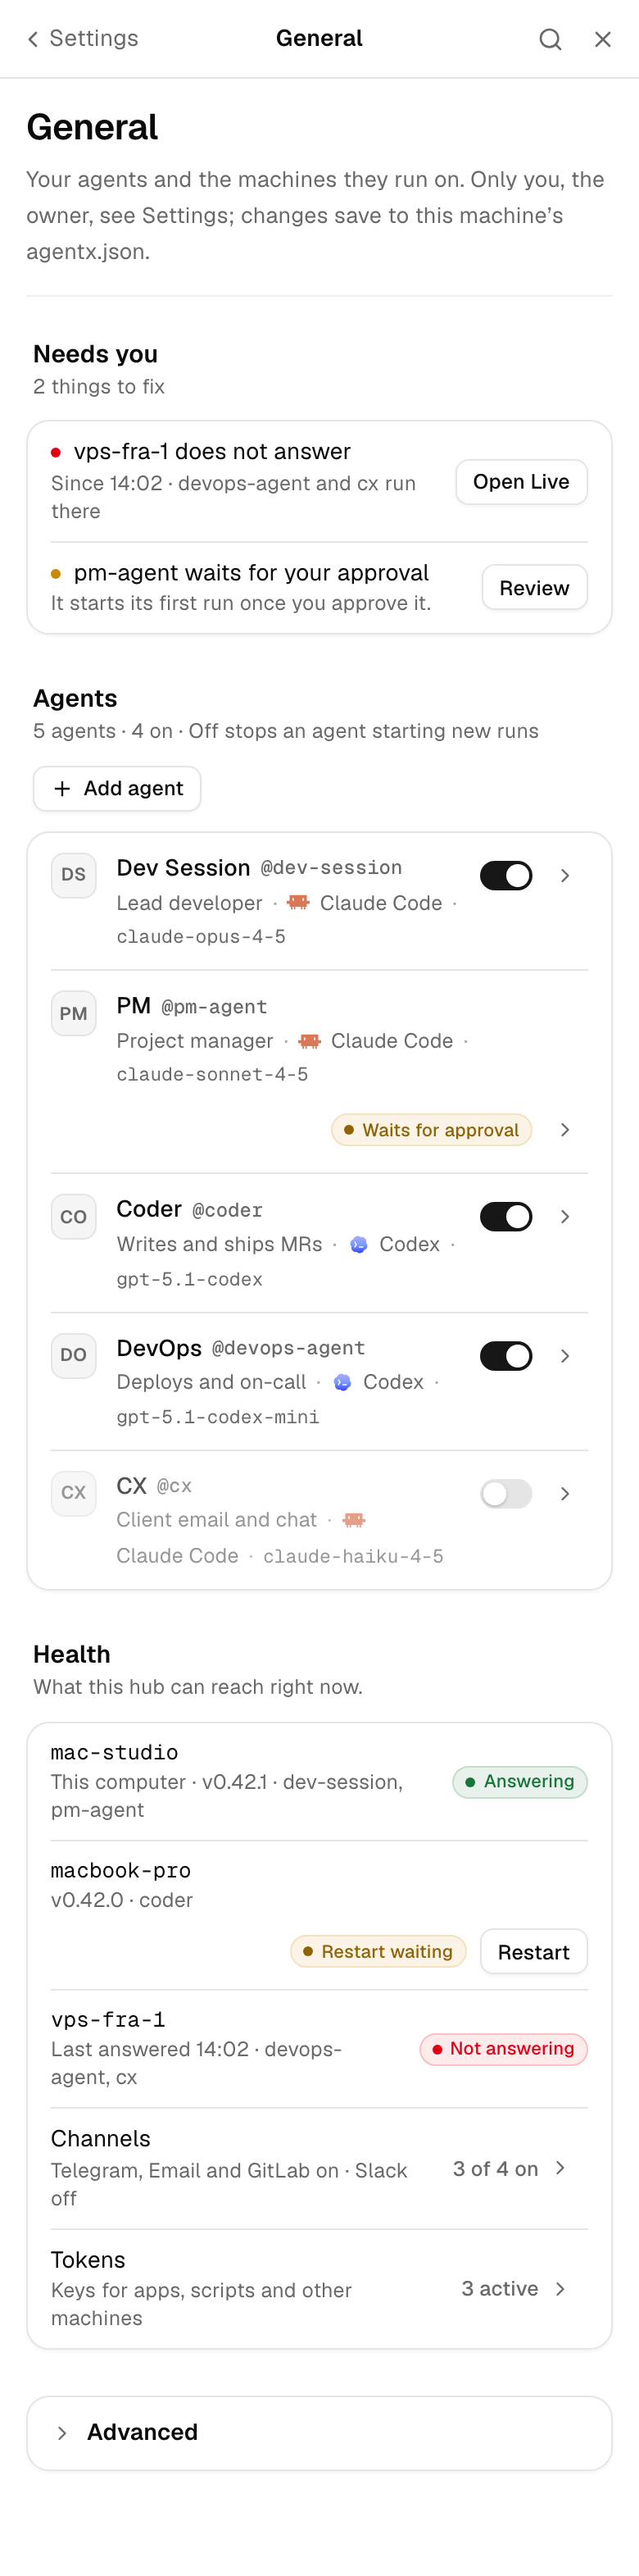 Settings
General
General
Your agents and the machines they run on. Only you, the
owner, see Settings; changes save to this machine’s
agentx.json.
Needs you
2 things to fix
vps-fra-1 does not answer
Since 14:02 · devops-agent and cx run
there
Open Live
pm-agent waits for your approval
It starts its first run once you approve it.
Review
Agents
5 agents · 4 on · Off stops an agent starting new runs
+ Add agent
DS
Dev Session @dev-session
Lead developer · Claude Code ·
claude-opus-4-5
PM
PM @pm-agent
Project manager · Claude Code ·
claude-sonnet-4-5
Waits for approval
CO
Coder @coder
Writes and ships MRs · Codex ·
gpt-5.1-codex
DO
DevOps @devops-agent
Deploys and on-call · Codex ·
gpt-5.1-codex-mini
CX
CX @cx
Client email and chat ·
Claude Code · claude-haiku-4-5
Health
What this hub can reach right now.
mac-studio
This computer · v0.42.1 · dev-session,
pm-agent
Answering
macbook-pro
v0.42.0 · coder
Restart waiting
Restart
vps-fra-1
Last answered 14:02 · devops-
agent, cx
Not answering
Channels
Telegram, Email and GitLab on · Slack
off
3 of 4 on
Tokens
Keys for apps, scripts and other
machines
3 active
Advanced